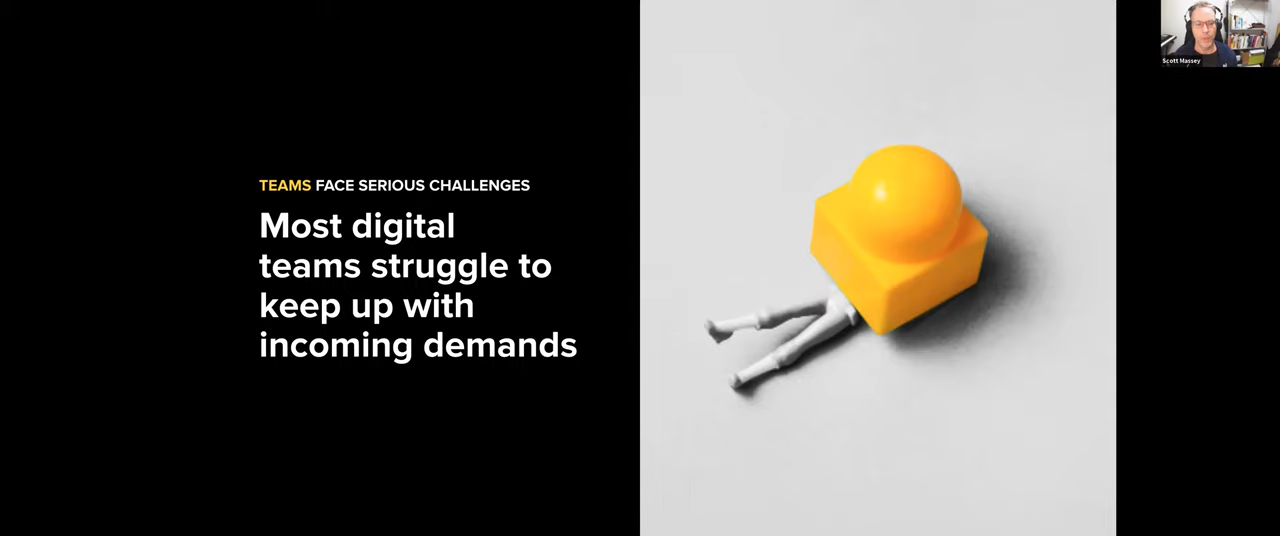 TEAMS FACE SERIOUS CHALLENGES
Most digital
teams struggle to
keep up with
incoming demands
Scott Massey